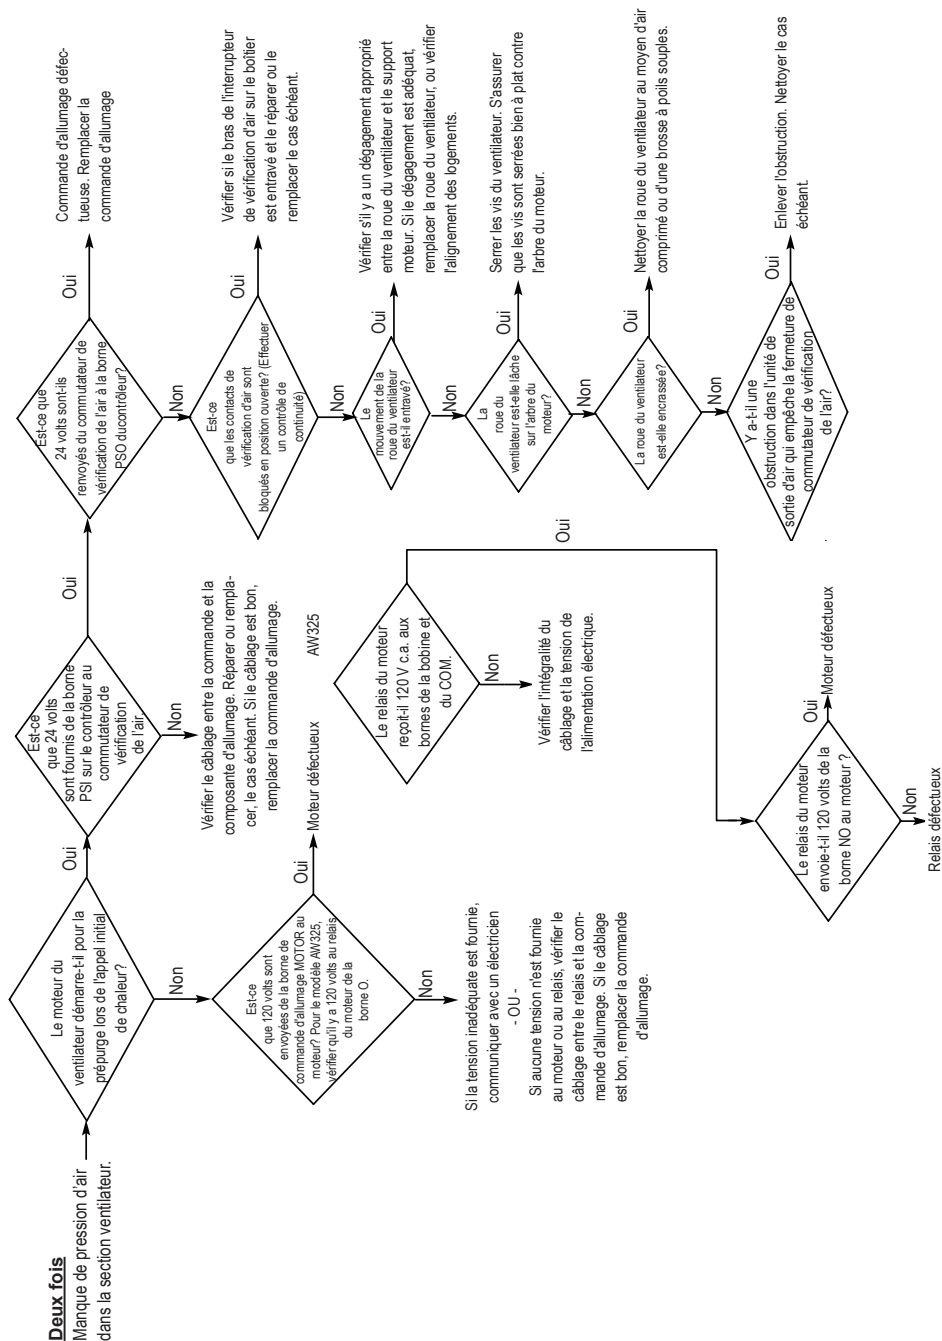 Deux fois
Manque de pression d'air
dans la section ventilateur.
Le moteur du
ventilateur démarre-t-il pour la
prépurge lors de l'appel initial
de chaleur?
Oui
Non
Est-ce
que 24 volts
sont fournis de la borne
PSI sur le contrôleur au
commutateur de
vérification
de l'air.
Oui
Non
Vérifier le câblage entre la commande et la
composante d'allumage. Réparer ou rempla-
cer, le cas échéant. Si le câblage est bon,
remplacer la commande d'allumage.
Est-ce que
24 volts sont-ils
renvoyés du commutateur de
vérification de l'air à la borne
PSO ducontrôleur?
Oui
Commande d'allumage défec-
tueuse. Remplacer la
commande d'allumage
Non
Est-ce
que les contacts de
vérification d'air sont
bloqués en position ouverte? (Effectuer
un contrôle de
continuité)
Oui
Vérifier si le bras de l'interrupteur
de vérification d'air sur le boîtier
est entravé et le réparer ou le
remplacer le cas échéant.
Non
Le
mouvement de la
roue du ventilateur
est-il entravé?
Oui
Vérifier s'il y a un dégagement approprié
entre la roue du ventilateur et le support
moteur. Si le dégagement est adéquat,
remplacer la roue du ventilateur, ou vérifier
l'alignement des logements.
Non
La
roue du
ventilateur est-elle lâche
sur l'arbre du
moteur?
Oui
Serrer les vis du ventilateur. S'assurer
que les vis sont serrées bien à plat contre
l'arbre du moteur.
Non
La roue du ventilateur
est-elle encrassée?
Oui
Nettoyer la roue du ventilateur au moyen d'air
comprimé ou d'une brosse à poils souples.
Non
Y a-t-il une
obstruction dans l'unité de
sortie d'air qui empêche la fermeture de
commutateur de vérification
de l'air?
Oui
Enlever l'obstruction. Nettoyer le cas
échéant.
Est-ce
que 120 volts sont
envoyées de la borne de
commande d'allumage MOTOR au
moteur? Pour le modèle AW325,
vérifier qu'il y a 120 volts au relais
du moteur de la
borne O.
Oui
Moteur défectueux
Non
Si la tension inadéquate est fournie,
communiquer avec un électricien
- OU -
Si aucune tension n'est fournie
au moteur ou au relais, vérifier le
câblage entre le relais et la com-
mande d'allumage. Si le câblage
est bon, remplacer la commande
d'allumage.
AW325
Le relais du moteur
reçoit-il 120 V c.a. aux
bornes de la bobine et
du COM.
Oui
Non
Vérifier l'intégralité du
câblage et la tension de
l'alimentation électrique.
Le relais du moteur
envoie-t-il 120 volts de la
borne NO au moteur ?
Oui
Moteur défectueux
Non
Relais défectueux